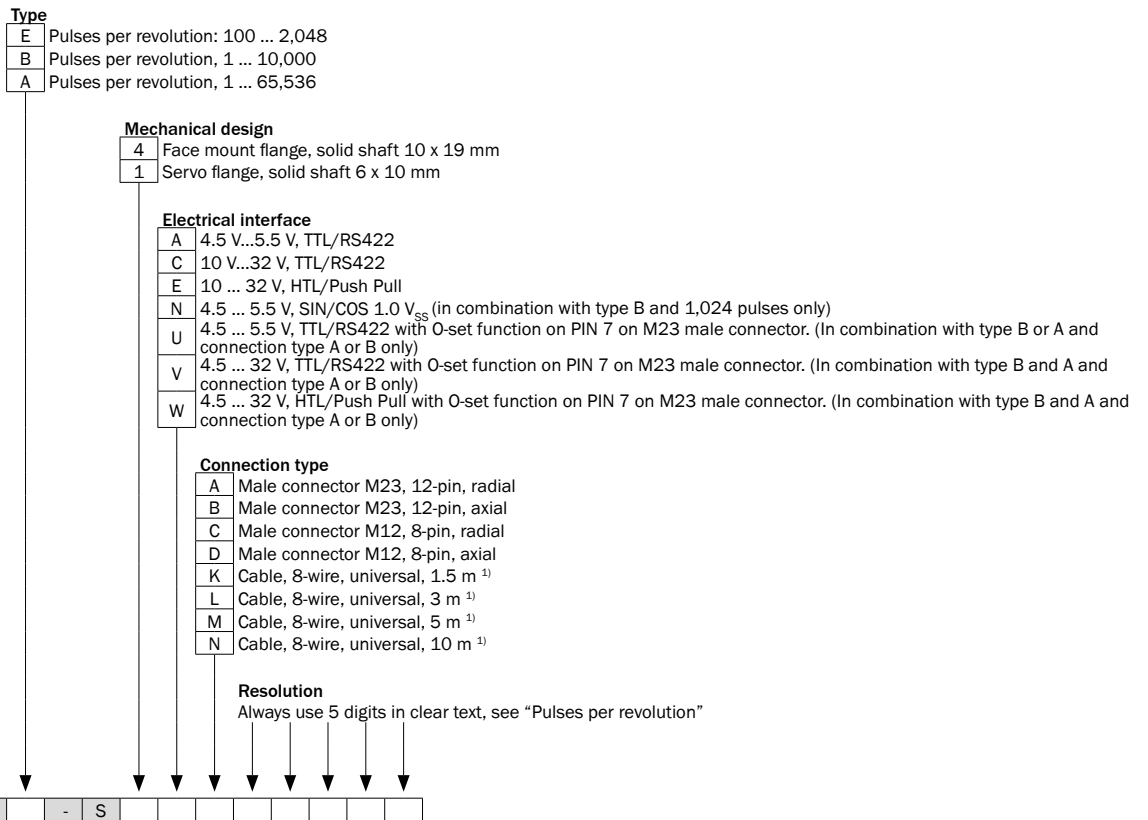 Type
E Pulses per revolution: 100 ... 2,048
B Pulses per revolution, 1 ... 10,000
A Pulses per revolution, 1 ... 65,536
Mechanical design
4 Face mount flange, solid shaft 10 x 19 mm
1 Servo flange, solid shaft 6 x 10 mm
Electrical interface
A 4.5 V...5.5 V, TTL/RS422
C 10 V...32 V, TTL/RS422
E 10 ... 32 V, HTL/Push Pull
N 4.5 ... 5.5 V, SIN/COS 1.0 VSS (in combination with type B and 1,024 pulses only)
U 4.5 ... 5.5 V, TTL/RS422 with 0-set function on PIN 7 on M23 male connector. (In combination with type B or A and
connection type A or B only)
V 4.5 ... 32 V, TTL/RS422 with 0-set function on PIN 7 on M23 male connector. (In combination with type B and A and
connection type A or B only)
W 4.5 ... 32 V, HTL/Push Pull with 0-set function on PIN 7 on M23 male connector. (In combination with type B and A and
connection type A or B only)
Connection type
A Male connector M23, 12-pin, radial
B Male connector M23, 12-pin, axial
C Male connector M12, 8-pin, radial
D Male connector M12, 8-pin, axial
K Cable, 8-wire, universal, 1.5 m 1)
L Cable, 8-wire, universal, 3 m 1)
M Cable, 8-wire, universal, 5 m 1)
N Cable, 8-wire, universal, 10 m 1)
Resolution
Always use 5 digits in clear text, see “Pulses per revolution”
- S